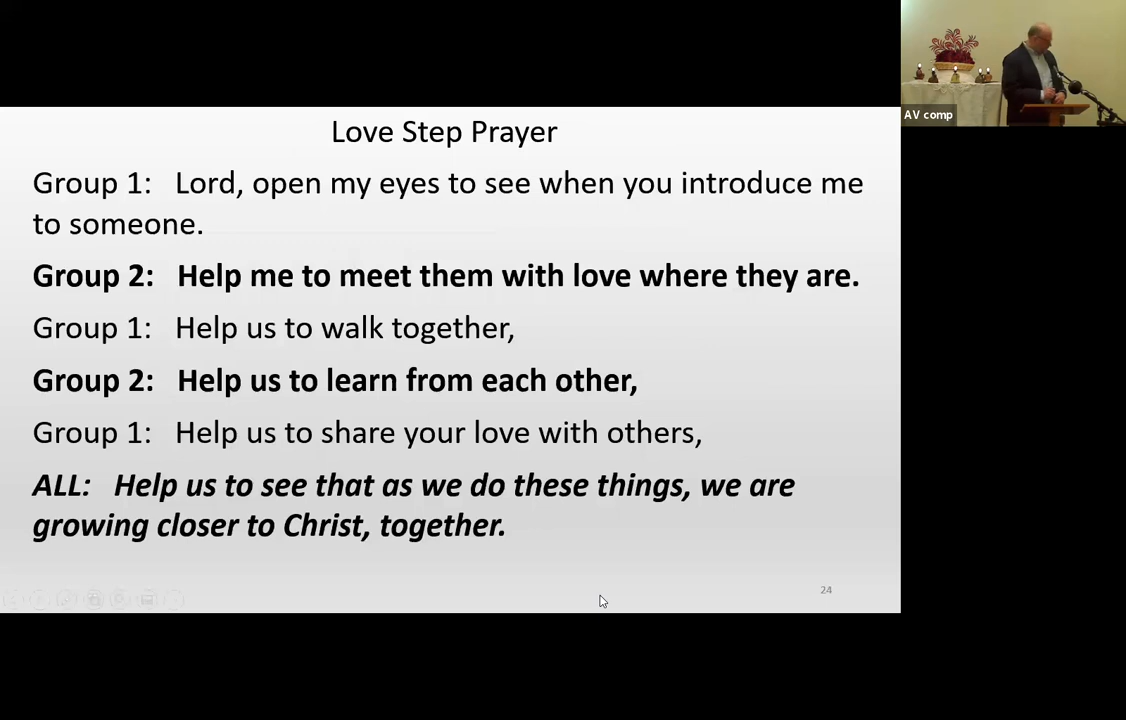 AV comp
Love Step Prayer
Group 1: Lord, open my eyes to see when you introduce me
to someone.
Group 2: Help me to meet them with love where they are.
Group 1: Help us to walk together,
Group 2: Help us to learn from each other,
Group 1: Help us to share your love with others,
ALL: Help us to see that as we do these things, we are
growing closer to Christ, together.
24